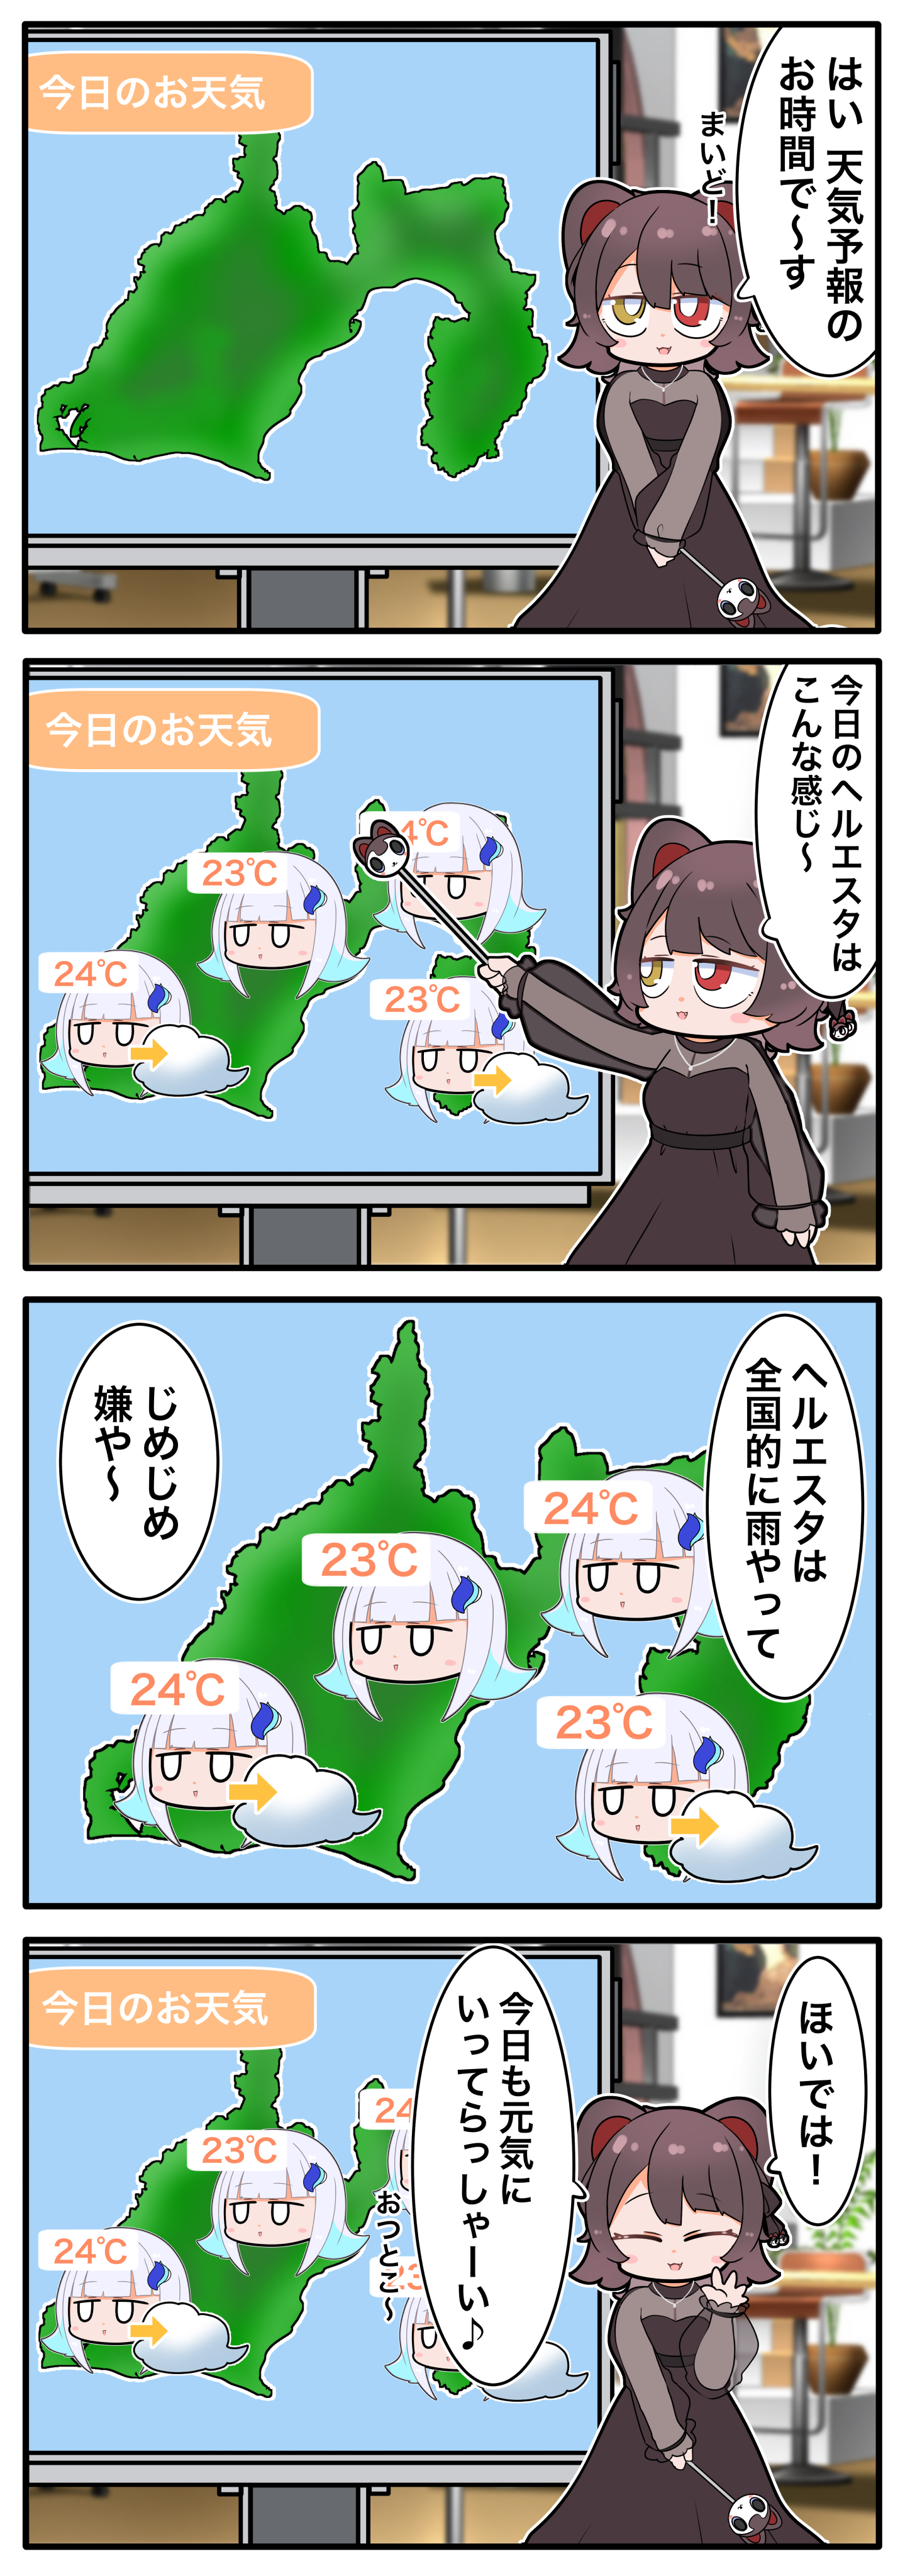 はい 天気予報の
お時間で～す
まいど！
今日のお天気
今日のヘルエスタは
こんな感じ～
今日のお天気
4℃
23℃
24℃
23℃
ヘルエスタは
全国的に雨やって
じめじめ
嫌や～
24℃
23℃
24℃
23℃
ほいでは！
今日も元気に
いってらっしゃーい♪
おつとこ～
今日のお天気
24
23℃
24℃
23